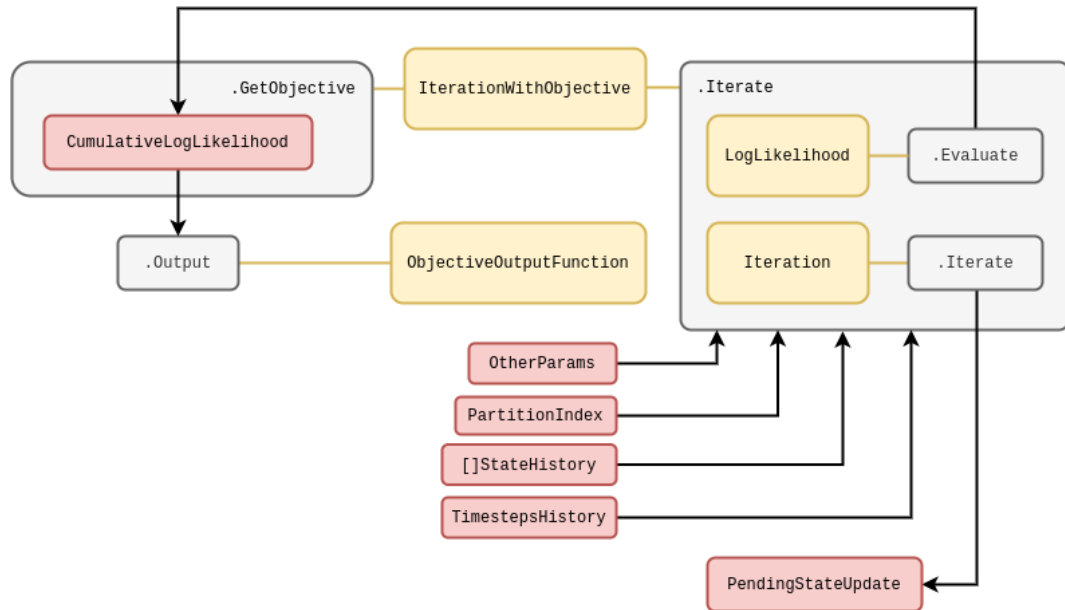 .GetObjective
IterationWithObjective
.Iterate
CumulativeLogLikelihood
LogLikelihood
.Evaluate
.Output
ObjectiveOutputFunction
Iteration
.Iterate
OtherParams
PartitionIndex
[]StateHistory
TimestepsHistory
PendingStateUpdate